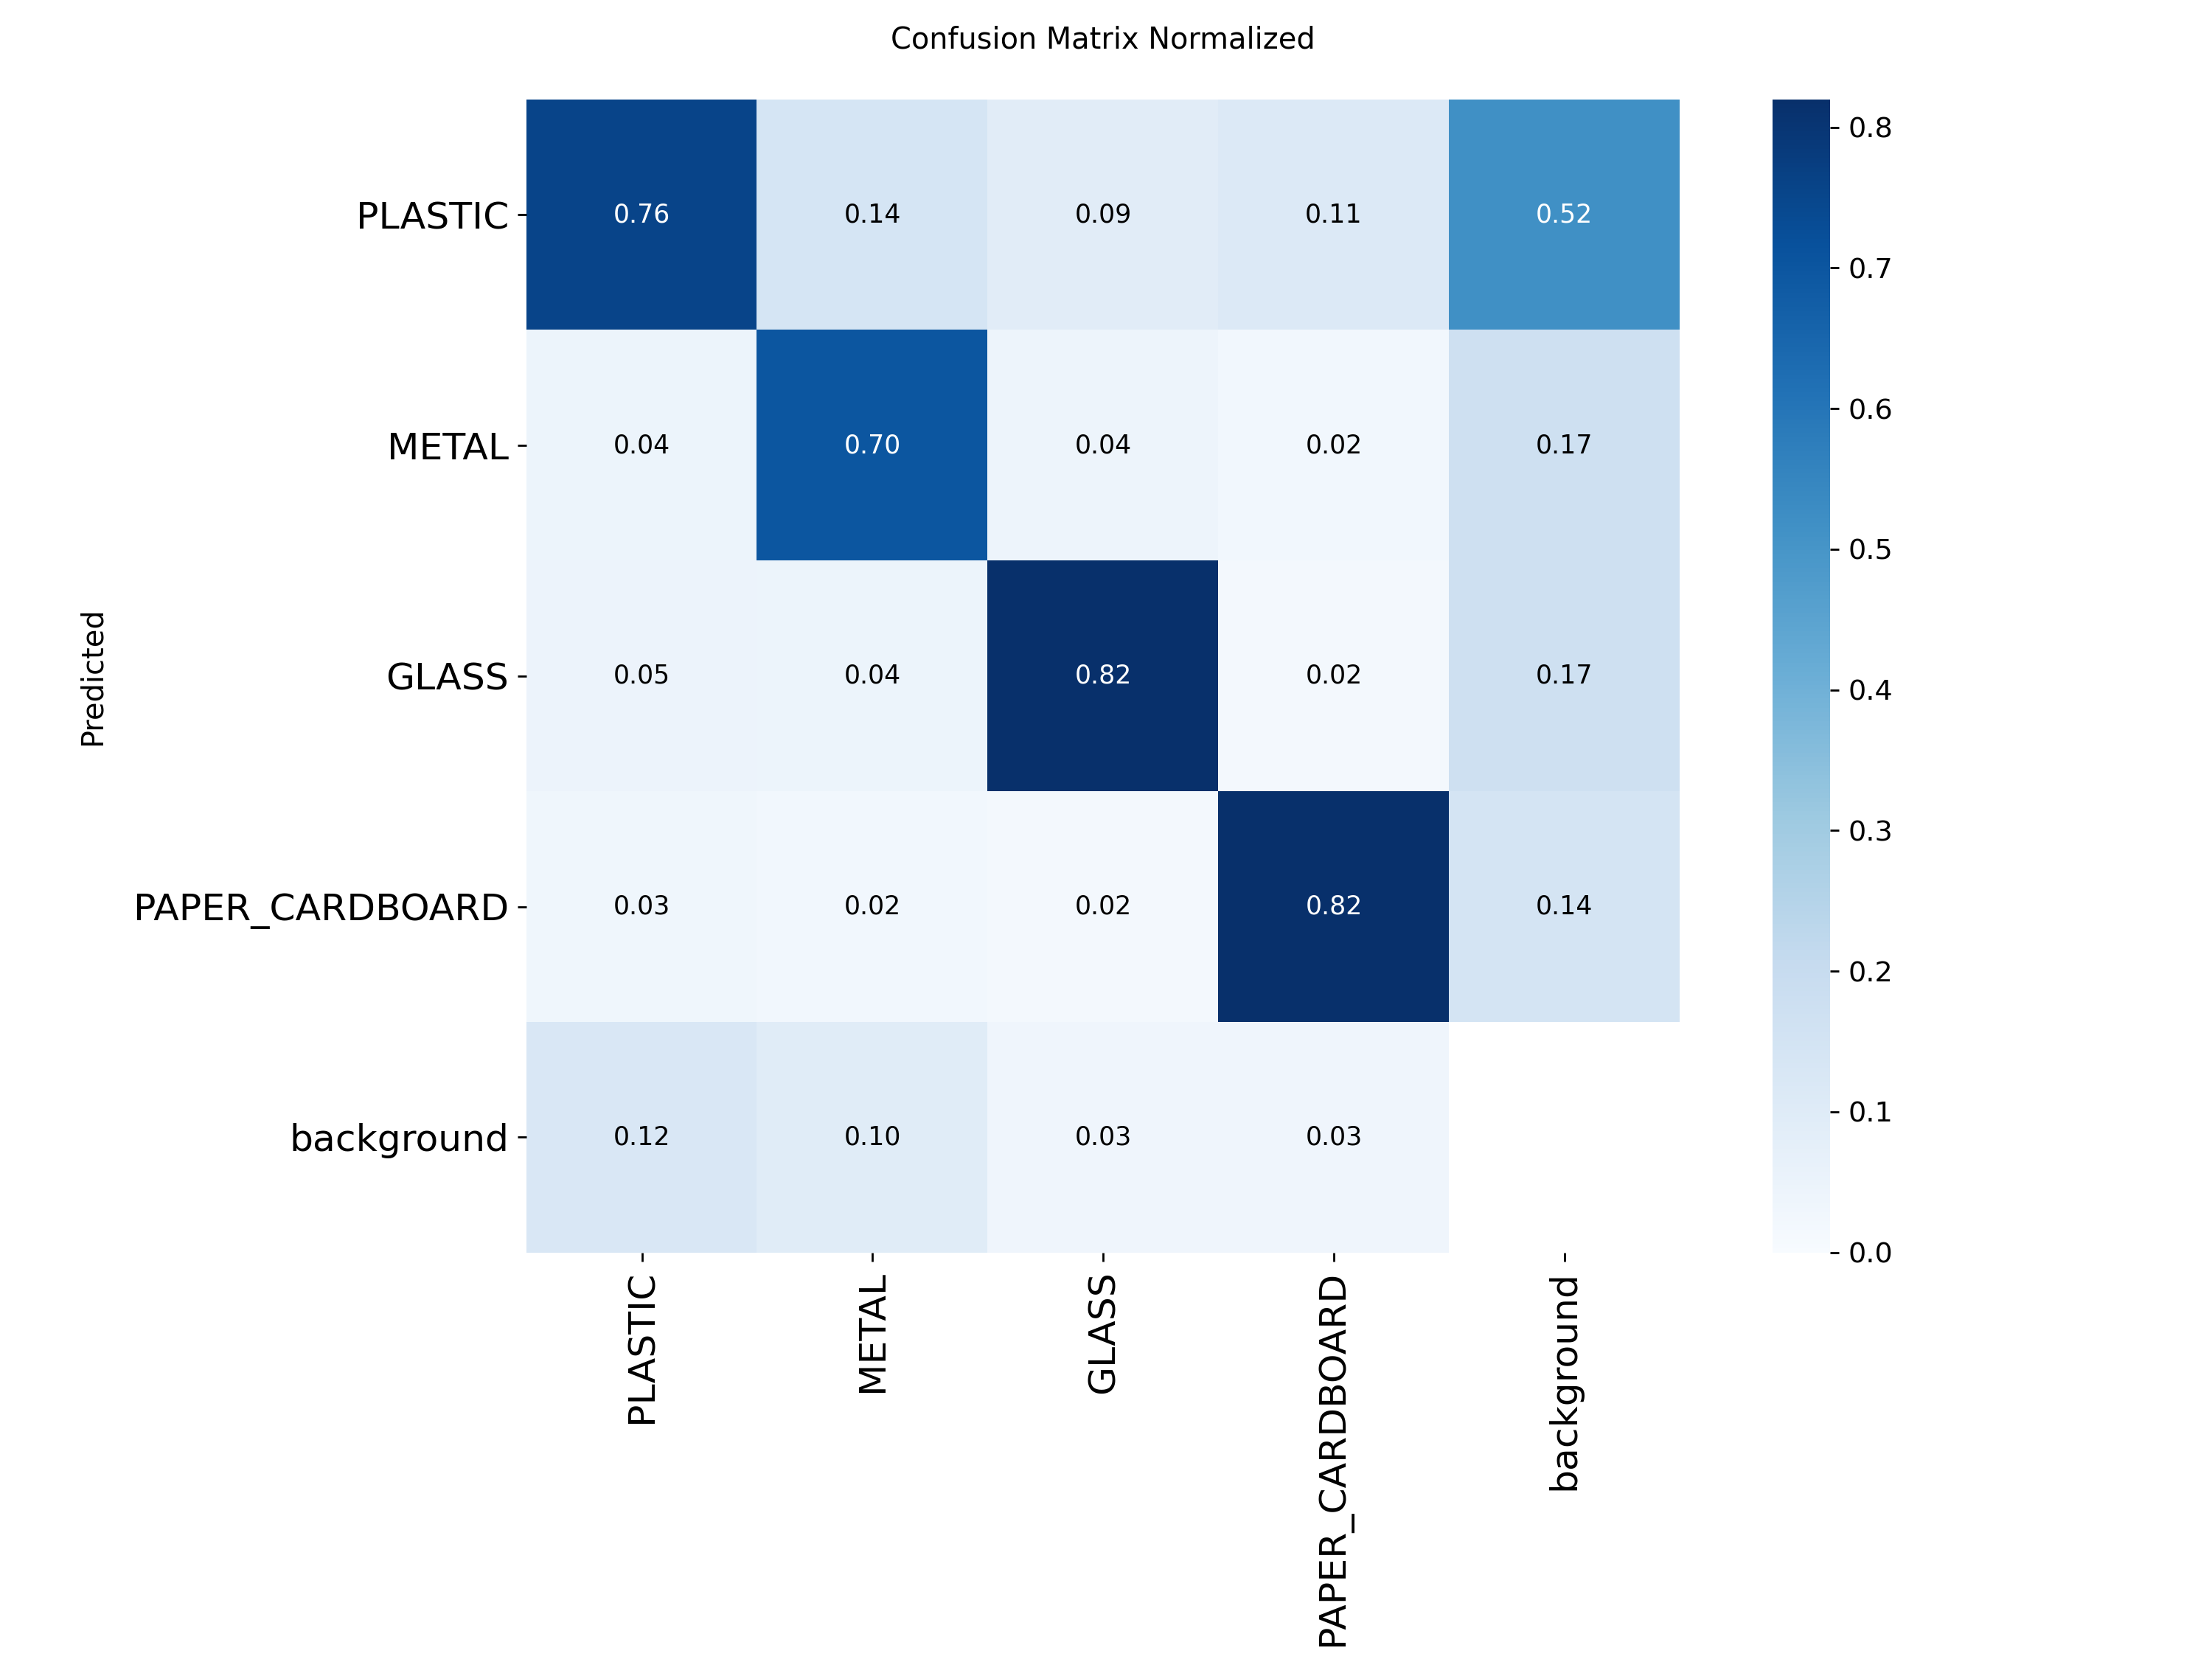 Confusion Matrix Normalized
Predicted
PLASTIC 0.76 0.14 0.09 0.11 0.52
METAL 0.04 0.70 0.04 0.02 0.17
GLASS 0.05 0.04 0.82 0.02 0.17
PAPER_CARDBOARD 0.03 0.02 0.02 0.82 0.14
background 0.12 0.10 0.03 0.03
PLASTIC
METAL
GLASS
PAPER_CARDBOARD
background
0.8
0.7
0.6
0.5
0.4
0.3
0.2
0.1
0.0